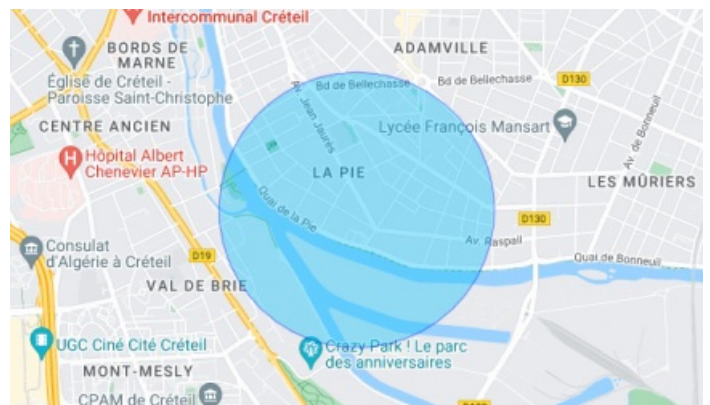 Intercommunal Créteil
BORDS DE
MARNE
ADAMVILLE
Bd de Bellechasse
D130
Église de Créteil -
Paroisse Saint-Christophe
Bd de Bellechasse
Av. Jean Jaurès
CENTRE ANCIEN
Lycée François Mansart
Av. de Bonneuil
Hôpital Albert
Chenevier AP-HP
LA PIE
LES MÛRIERS
Quai de la Pie
D130
Consulat
d'Algérie à Créteil
D19
Av. Raspail
Quai de Bonneuil
VAL DE BRIE
UGC Ciné Cité Créteil
Crazy Park ! Le parc
des anniversaires
MONT-MESLY
CPAM de Créteil